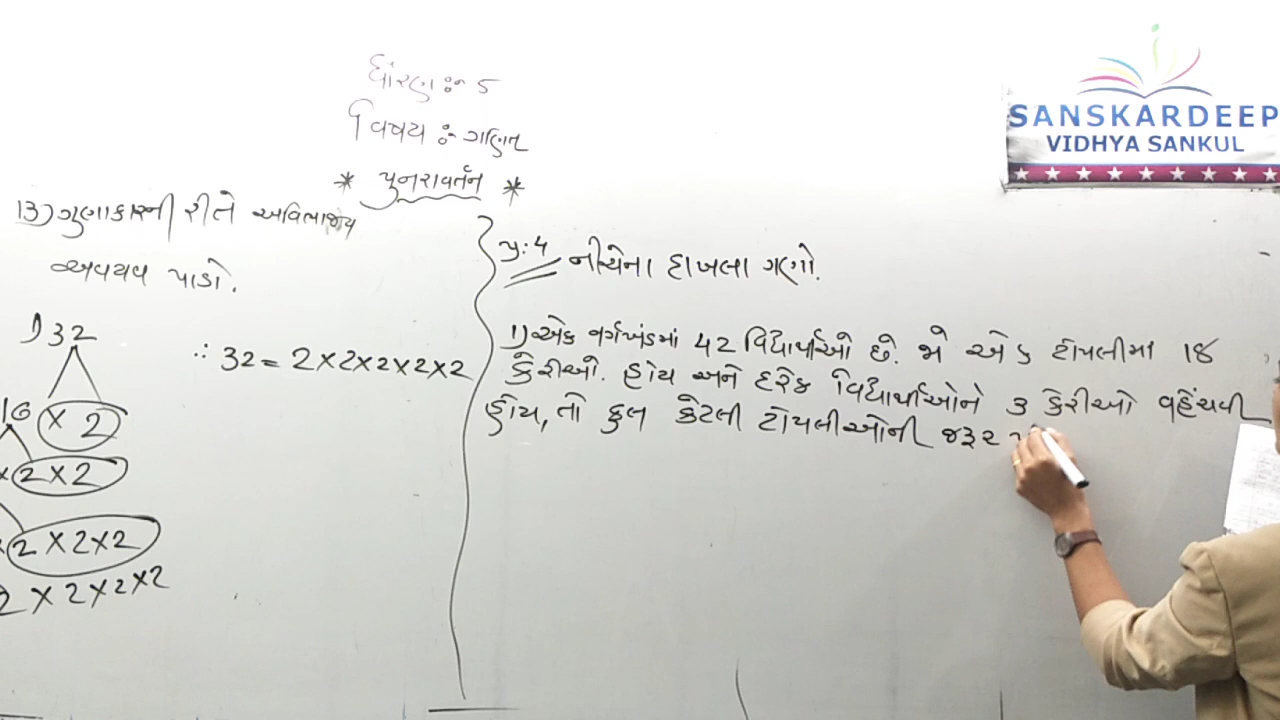 ધોરણ :- ૫
વિષય :- ગણિત
* પુનરાવર્તન *
SANSKARDEEP
VIDHYA SANKUL
13) ગુણાકારની રીતે અવિભાજ્ય
અવયવ પાડો.
1) 32
16 × 2
× 2 × 2
× 2 × 2 × 2
2 × 2 × 2 × 2
∴ 32 = 2 × 2 × 2 × 2 × 2
પ્ર: 4 નીચેના દાખલા ગણો.
1) એક વર્ગખંડમાં 42 વિદ્યાર્થીઓ છે. જો એક ટોપલીમાં 18
કેરીઓ. હોય અને દરેક વિદ્યાર્થીઓને 3 કેરીઓ વહેંચવી
હોય, તો કુલ કેટલી ટોપલીઓની જરૂર